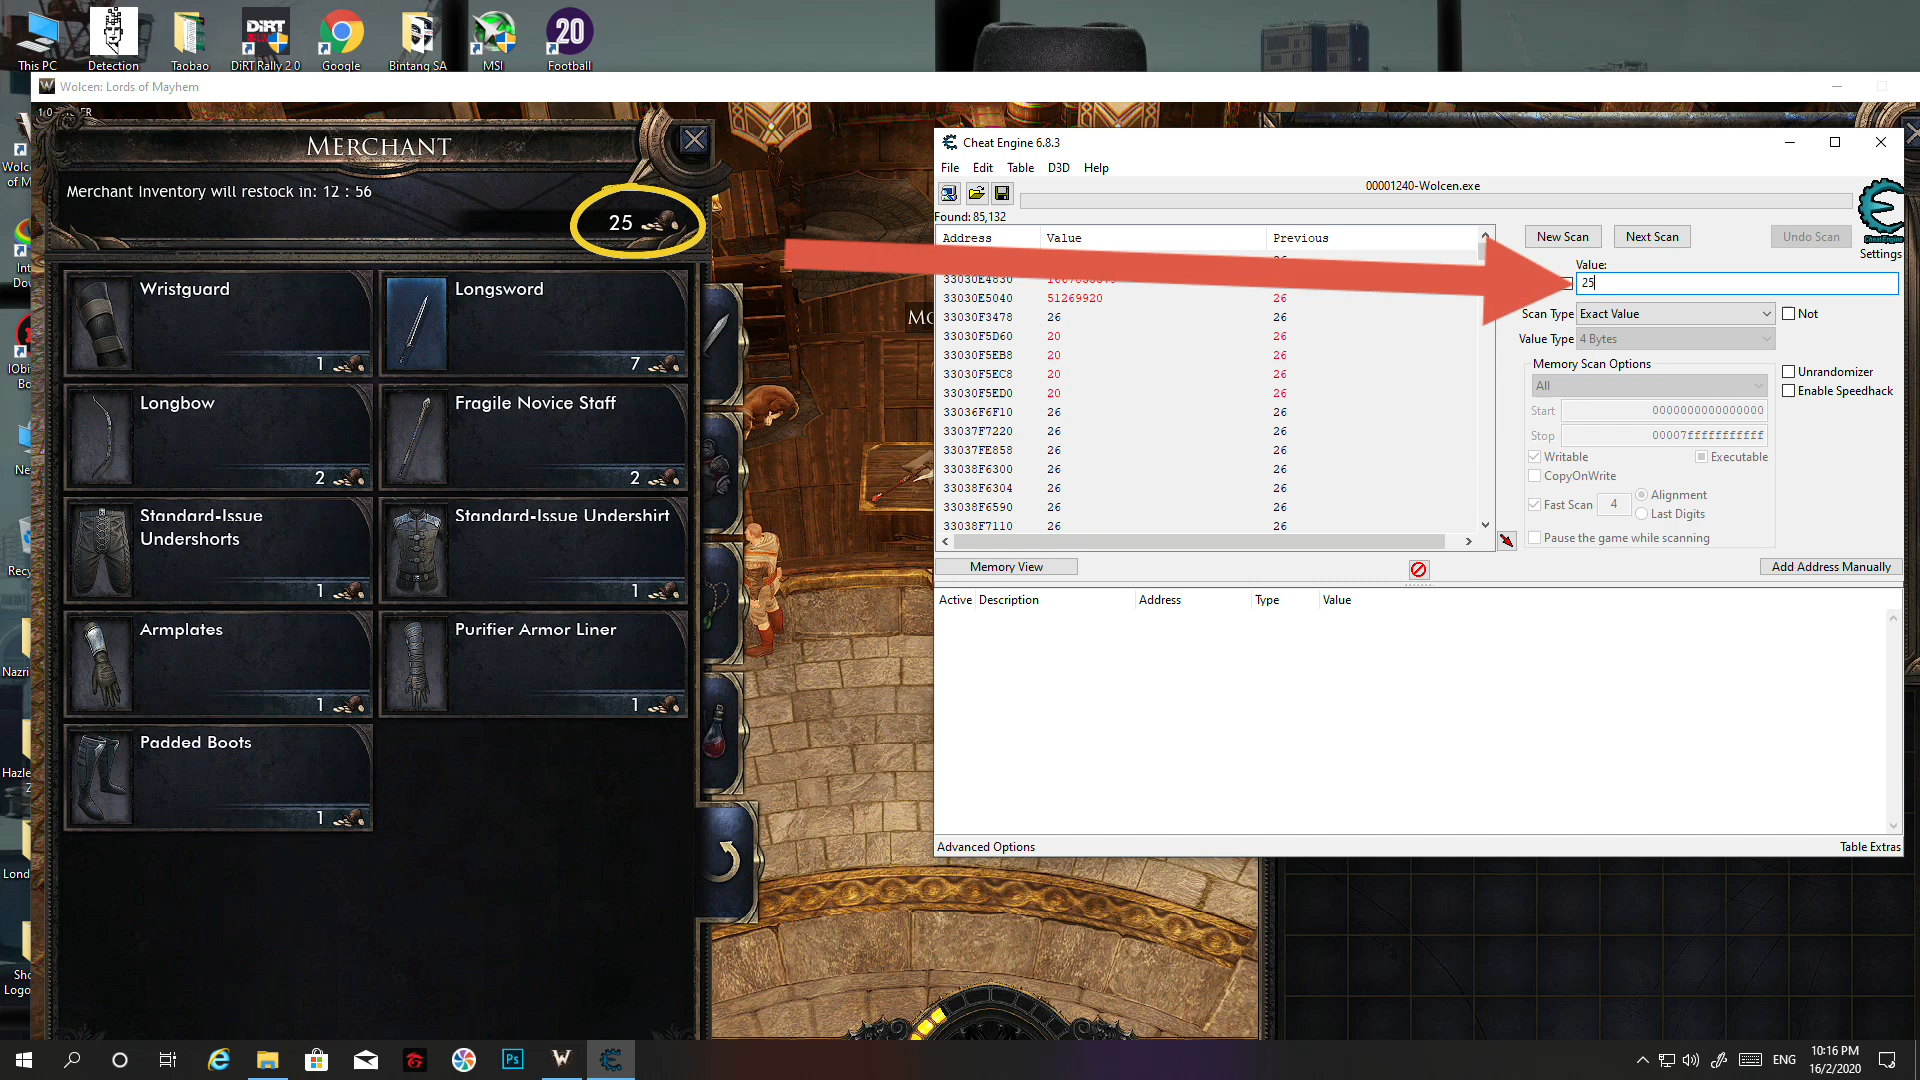 This PC
Detection
Taobao
DiRT Rally 2.0
Google
Bintang SA
MSI
Football
Wolcen: Lords of Mayhem
MERCHANT
Merchant Inventory will restock in: 12 : 56
25
Wristguard
1
Longsword
7
Longbow
2
Fragile Novice Staff
2
Standard-Issue
Undershorts
1
Standard-Issue Undershirt
1
Armplates
1
Purifier Armor Liner
1
Padded Boots
1
Cheat Engine 6.8.3
File Edit Table D3D Help
00001240-Wolcen.exe
Found: 85,132
Address Value Previous
33030E4830
33030E5040 51269920 26
33030F3478 26 26
33030F5D60 20 26
33030F5EB8 20 26
33030F5EC8 20 26
33030F5ED0 20 26
33036F6F10 26 26
33037F7220 26 26
33037FE858 26 26
33038F6300 26 26
33038F6304 26 26
33038F6590 26 26
33038F7110 26 26
New Scan Next Scan Undo Scan
Settings
Value:
25
Scan Type Exact Value Not
Value Type 4 Bytes
Memory Scan Options
All
Unrandomizer
Enable Speedhack
Start 0000000000000000
Stop 00007fffffffffff
Writable Executable
CopyOnWrite
Fast Scan 4 Alignment
Last Digits
Pause the game while scanning
Memory View
Add Address Manually
Active Description Address Type Value
Advanced Options Table Extras
ENG
10:16 PM
16/2/2020